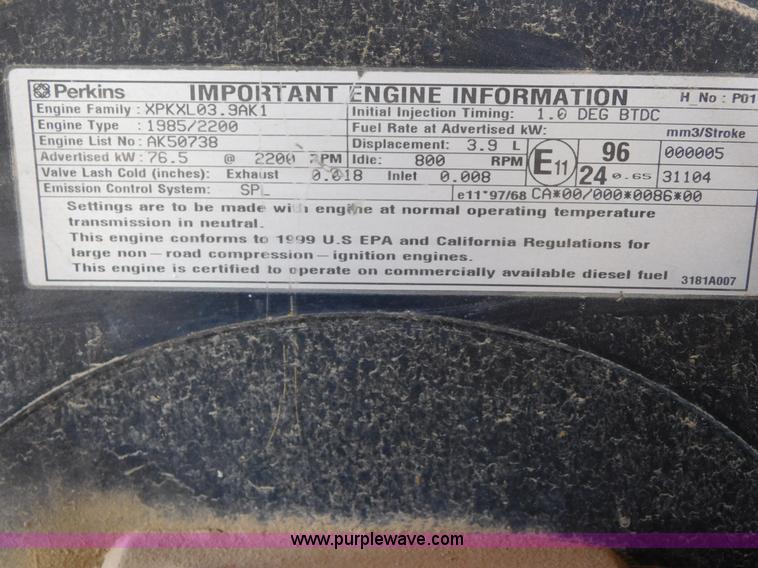 Perkins IMPORTANT ENGINE INFORMATION H_No : P01
Engine Family : XPKXL03.9AK1 Initial Injection Timing: 1.0 DEG BTDC
Engine Type : 1985/2200 Fuel Rate at Advertised kW: mm3/Stroke
Engine List No : AK50738 Displacement: 3.9 L E11 96 000005
Advertised kW : 76.5 @ 2200 RPM Idle: 800 RPM 24 0.65 31104
Valve Lash Cold (inches): Exhaust 0.018 Inlet 0.008
Emission Control System: SPL e11*97/68 CA*00/000*0086*00
Settings are to be made with engine at normal operating temperature
transmission in neutral.
This engine conforms to 1999 U.S EPA and California Regulations for
large non-road compression-ignition engines.
This engine is certified to operate on commercially available diesel fuel 3181A007
www.purplewave.com